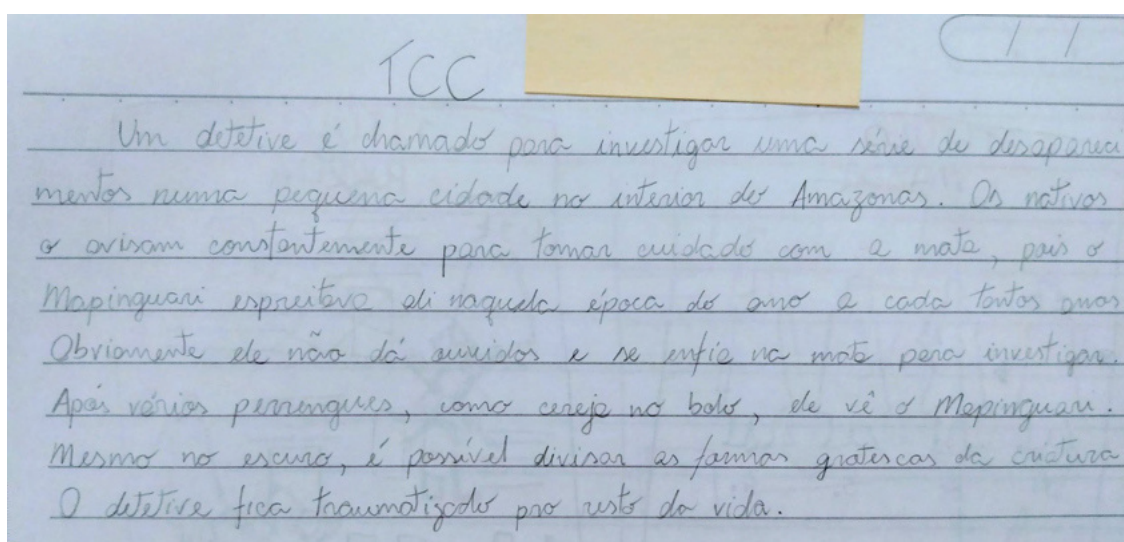 TCC
Um detetive é chamado para investigar uma série de desapareci
mentos numa pequena cidade no interior do Amazonas. Os nativos
o avisam constantemente para tomar cuidado com a mata, pois o
Mapinguari espreitava ali naquela época do ano a cada tantos anos
Obviamente ele não dá ouvidos e se enfia na mata para investigar.
Após vários perrengues, como cereja no bolo, ele vê o Mapinguari.
Mesmo no escuro, é possível divisar as formas grotescas da criatura
O detetive fica traumatizado pro resto da vida.